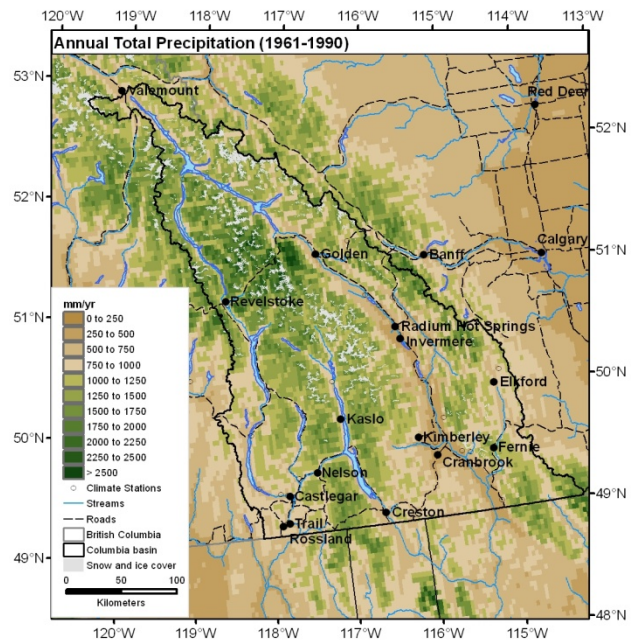 120°W 119°W 118°W 117°W 116°W 115°W 114°W 113°W
Annual Total Precipitation (1961-1990)
53°N
Valemount
Red Deer
52°N
52°N
Calgary
51°N
Golden
Banff
Revelstoke
51°N
Radium Hot Springs
Invermere
50°N
Elkford
Kaslo
50°N
Kimberley
Fernie
Cranbrook
Nelson
49°N
Castlegar
Creston
Trail
Rossland
49°N
48°N
mm/yr
0 to 250
250 to 500
500 to 750
750 to 1000
1000 to 1250
1250 to 1500
1500 to 1750
1750 to 2000
2000 to 2250
2250 to 2500
> 2500
Climate Stations
Streams
Roads
British Columbia
Columbia basin
Snow and ice cover
0 50 100
Kilometers
120°W 119°W 118°W 117°W 116°W 115°W 114°W